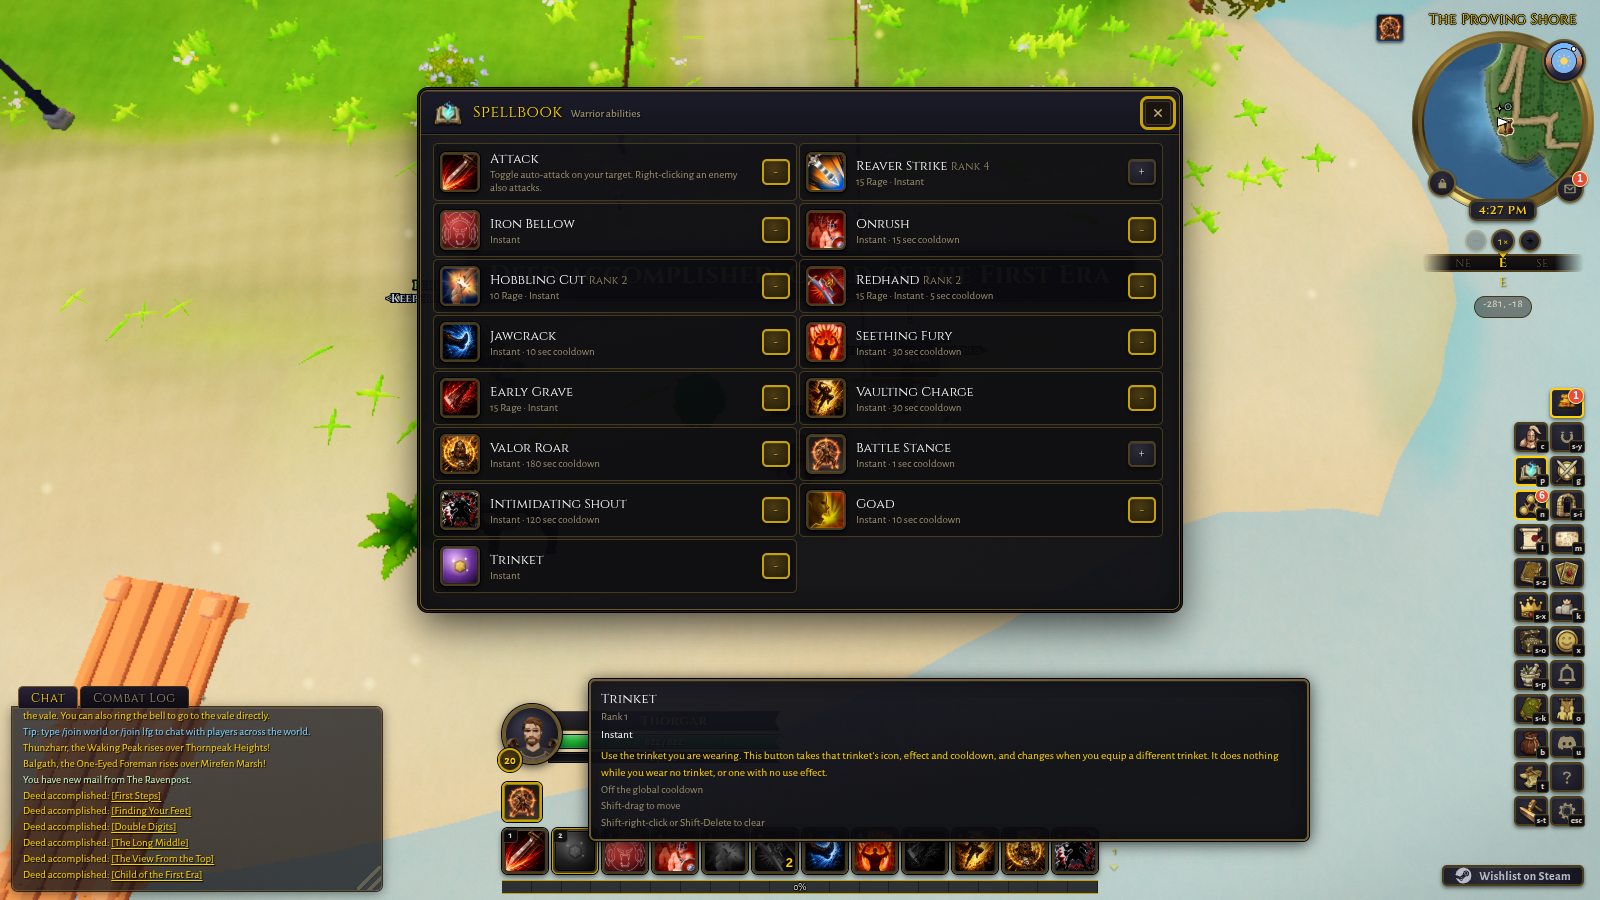 The Proving Shore
1
4:27 PM
1×
NE E SE
E
-281, -18
Spellbook Warrior abilities
×
Attack
Toggle auto-attack on your target. Right-clicking an enemy
also attacks.
-
Reaver Strike Rank 4
15 Rage · Instant
+
Iron Bellow
Instant
-
Onrush
Instant · 15 sec cooldown
-
Hobbling Cut Rank 2
10 Rage · Instant
-
Redhand Rank 2
15 Rage · Instant · 5 sec cooldown
-
Jawcrack
Instant · 10 sec cooldown
-
Seething Fury
Instant · 30 sec cooldown
-
Early Grave
15 Rage · Instant
-
Vaulting Charge
Instant · 30 sec cooldown
-
Valor Roar
Instant · 180 sec cooldown
-
Battle Stance
Instant · 1 sec cooldown
+
Intimidating Shout
Instant · 120 sec cooldown
-
Goad
Instant · 10 sec cooldown
-
Trinket
Instant
-
1
c s-y
p g
6
n s-i
l m
s-z
s-x k
s-o x
s-p
s-k o
b u
t ?
s-t esc
Chat Combat Log
the vale. You can also ring the bell to go to the vale directly.
Tip: type /join world or /join lfg to chat with players across the world.
Thunzharr, the Waking Peak rises over Thornpeak Heights!
Balgath, the One-Eyed Foreman rises over Mirefen Marsh!
You have new mail from The Ravenpost.
Deed accomplished: [First Steps]
Deed accomplished: [Finding Your Feet]
Deed accomplished: [Double Digits]
Deed accomplished: [The Long Middle]
Deed accomplished: [The View From the Top]
Deed accomplished: [Child of the First Era]
20
Thorgar
Trinket
Rank 1
Instant
Use the trinket you are wearing. This button takes that trinket's icon, effect and cooldown, and changes when you equip a different trinket. It does nothing
while you wear no trinket, or one with no use effect.
Off the global cooldown
Shift-drag to move
Shift-right-click or Shift-Delete to clear
1 2
2
1
0%
Wishlist on Steam